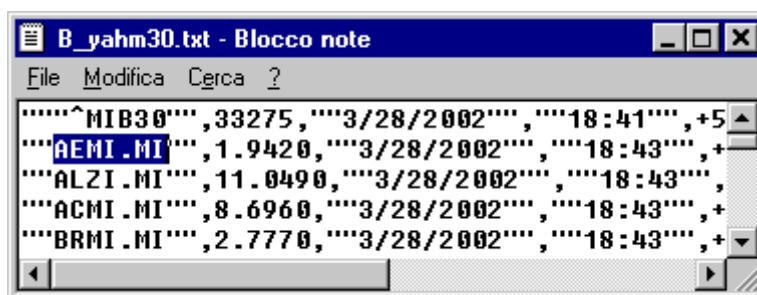 B_yahm30.txt - Blocco note
File Modifica Cerca ?
"""^MIB30"",33275,""3/28/2002"",""18:41"",+5
""AEMI.MI"",1.9420,""3/28/2002"",""18:43"",+
""ALZI.MI"",11.0490,""3/28/2002"",""18:43"",
""ACMI.MI"",8.6960,""3/28/2002"",""18:43"",+
""BRMI.MI"",2.7770,""3/28/2002"",""18:43"",+